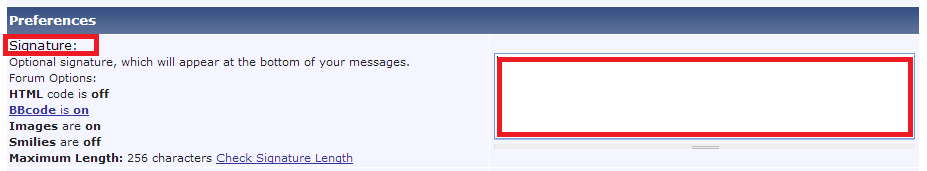 Preferences
Signature:
Optional signature, which will appear at the bottom of your messages.
Forum Options:
HTML code is off
BBcode is on
Images are on
Smilies are off
Maximum Length: 256 characters Check Signature Length